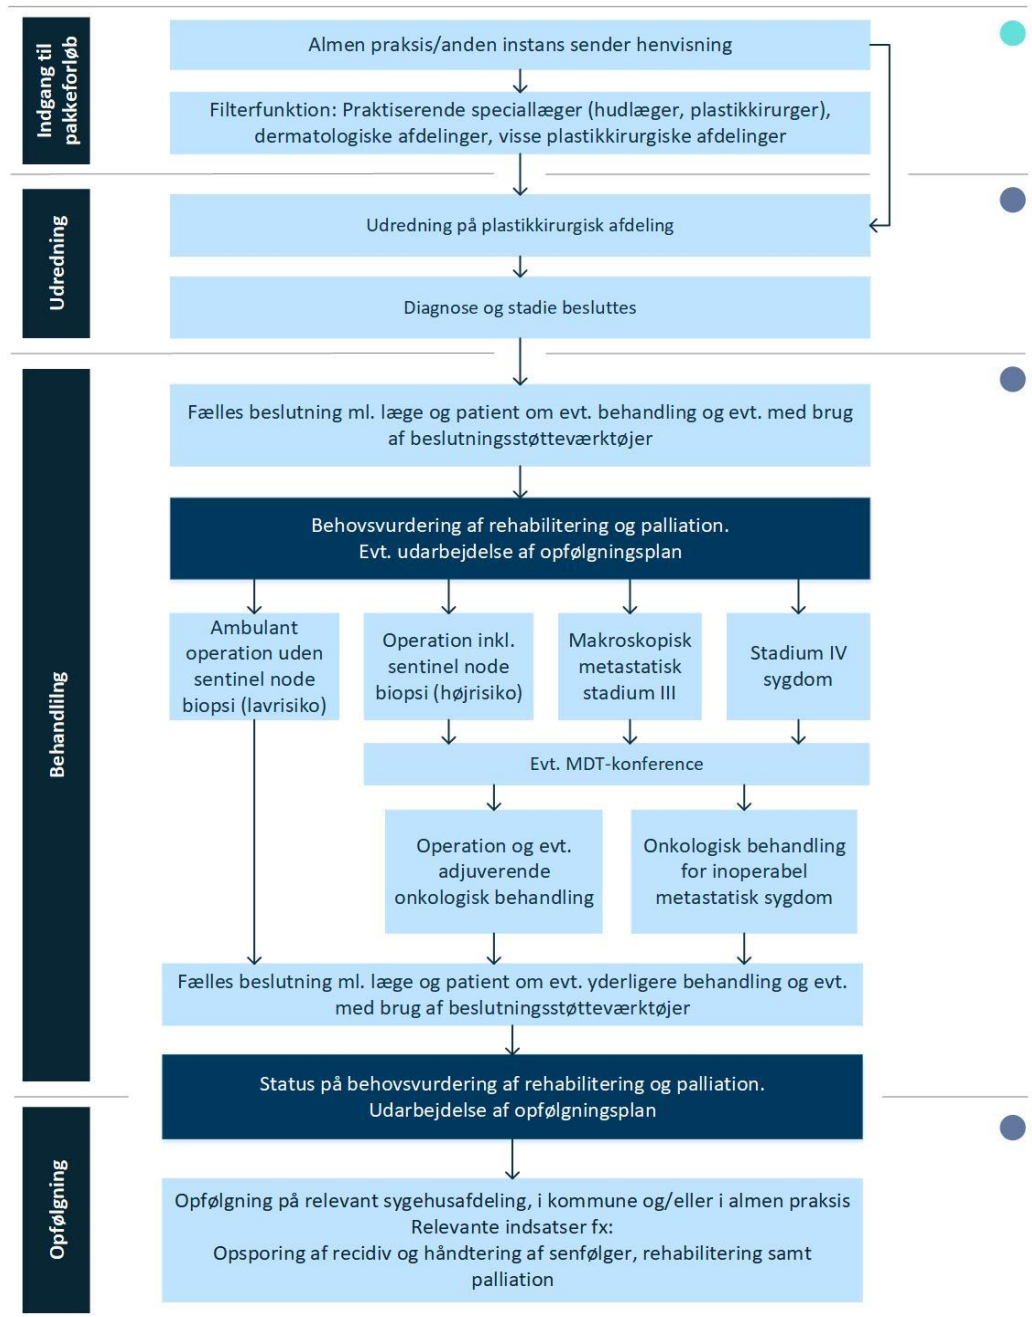 Indgang til
pakkeforløb
Almen praksis/anden instans sender henvisning
Filterfunktion: Praktiserende speciallæger (hudlæger, plastikkirurger),
dermatologiske afdelinger, visse plastikkirurgiske afdelinger
Udredning
Udredning på plastikkirurgisk afdeling
Diagnose og stadie besluttes
Behandlilng
Fælles beslutning ml. læge og patient om evt. behandling og evt. med brug
af beslutningsstøtteværktøjer
Behovsvurdering af rehabilitering og palliation.
Evt. udarbejdelse af opfølgningsplan
Ambulant
operation uden
sentinel node
biopsi (lavrisiko)
Operation inkl.
sentinel node
biopsi (højrisiko)
Makroskopisk
metastatisk
stadium III
Stadium IV
sygdom
Evt. MDT-konference
Operation og evt.
adjuverende
onkologisk behandling
Onkologisk behandling
for inoperabel
metastatisk sygdom
Fælles beslutning ml. læge og patient om evt. yderligere behandling og evt.
med brug af beslutningsstøtteværktøjer
Status på behovsvurdering af rehabilitering og palliation.
Udarbejdelse af opfølgningsplan
Opfølgning
Opfølgning på relevant sygehusafdeling, i kommune og/eller i almen praksis
Relevante indsatser fx:
Opsporing af recidiv og håndtering af senfølger, rehabilitering samt
palliation